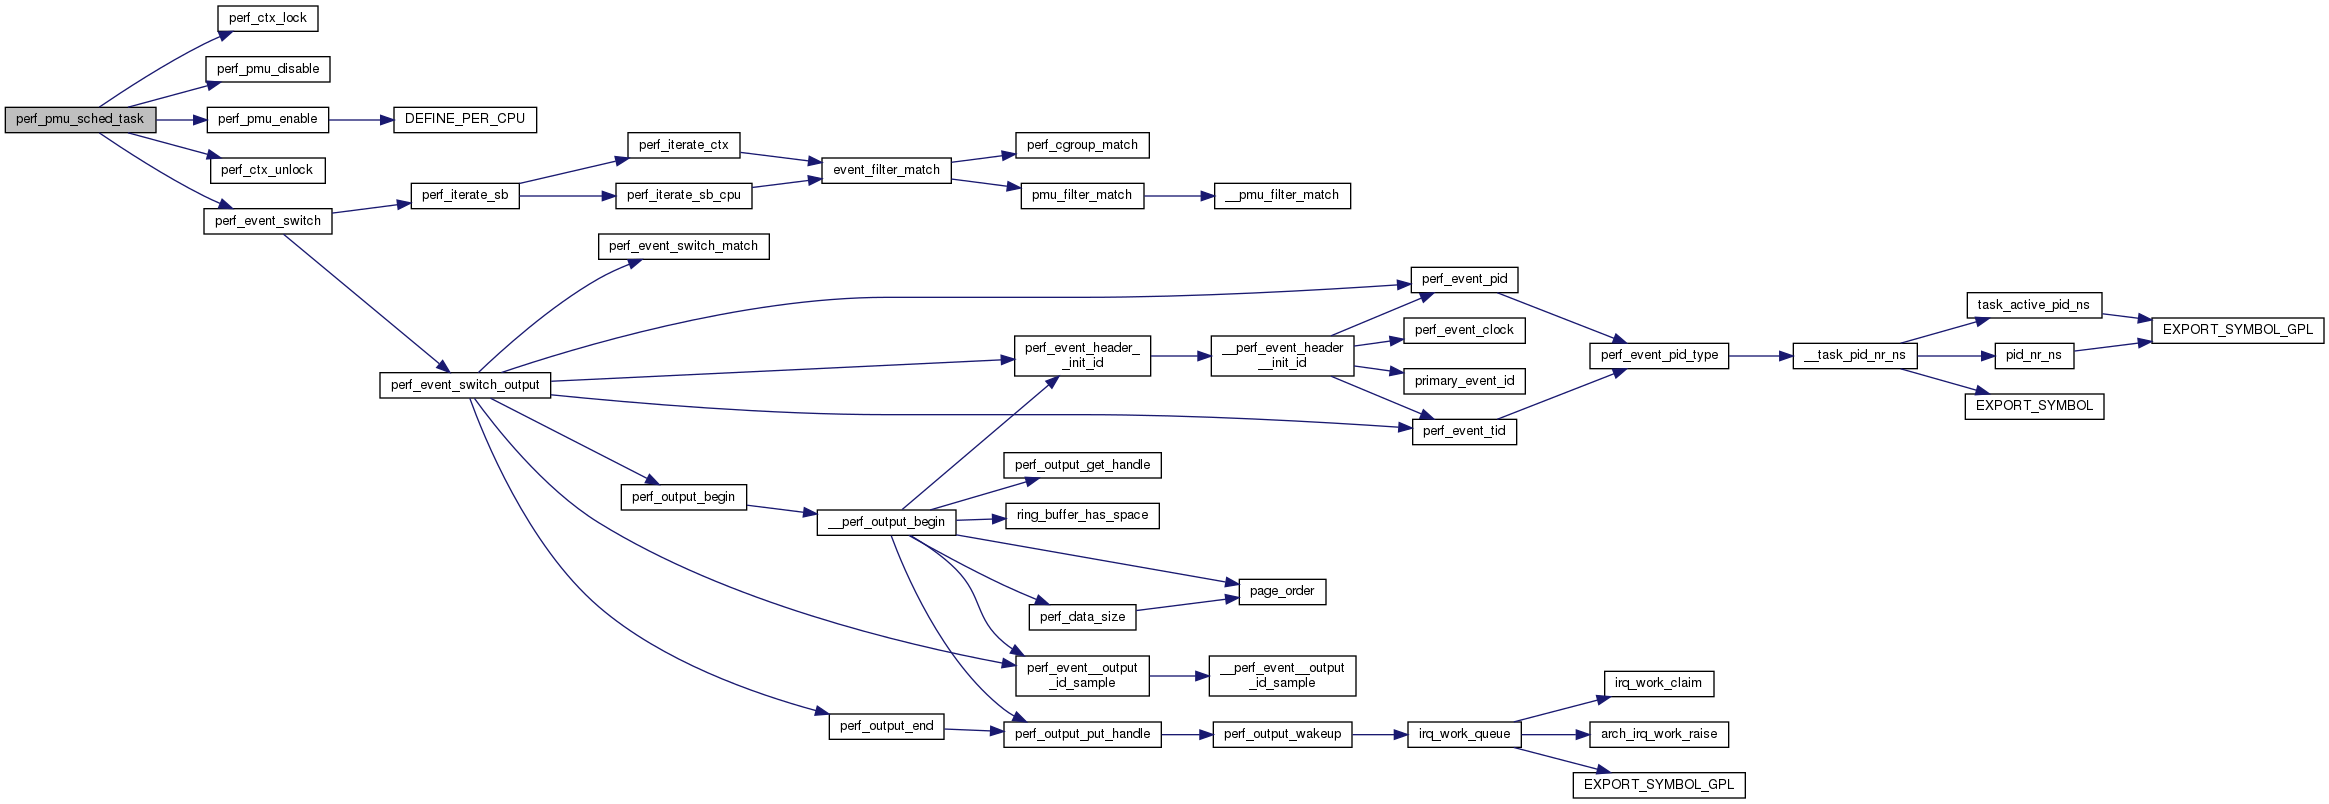 perf_ctx_lock
perf_pmu_disable
perf_pmu_sched_task
perf_pmu_enable
DEFINE_PER_CPU
perf_ctx_unlock
perf_event_switch
perf_iterate_sb
perf_iterate_ctx
perf_iterate_sb_cpu
event_filter_match
perf_cgroup_match
pmu_filter_match
__pmu_filter_match
perf_event_switch_match
perf_event_switch_output
perf_event_header_
_init_id
__perf_event_header
__init_id
perf_event_pid
perf_event_clock
primary_event_id
perf_event_tid
perf_event_pid_type
__task_pid_nr_ns
task_active_pid_ns
pid_nr_ns
EXPORT_SYMBOL
EXPORT_SYMBOL_GPL
perf_output_begin
__perf_output_begin
perf_output_get_handle
ring_buffer_has_space
page_order
perf_data_size
perf_event__output
_id_sample
__perf_event__output
_id_sample
perf_output_end
perf_output_put_handle
perf_output_wakeup
irq_work_queue
irq_work_claim
arch_irq_work_raise
EXPORT_SYMBOL_GPL